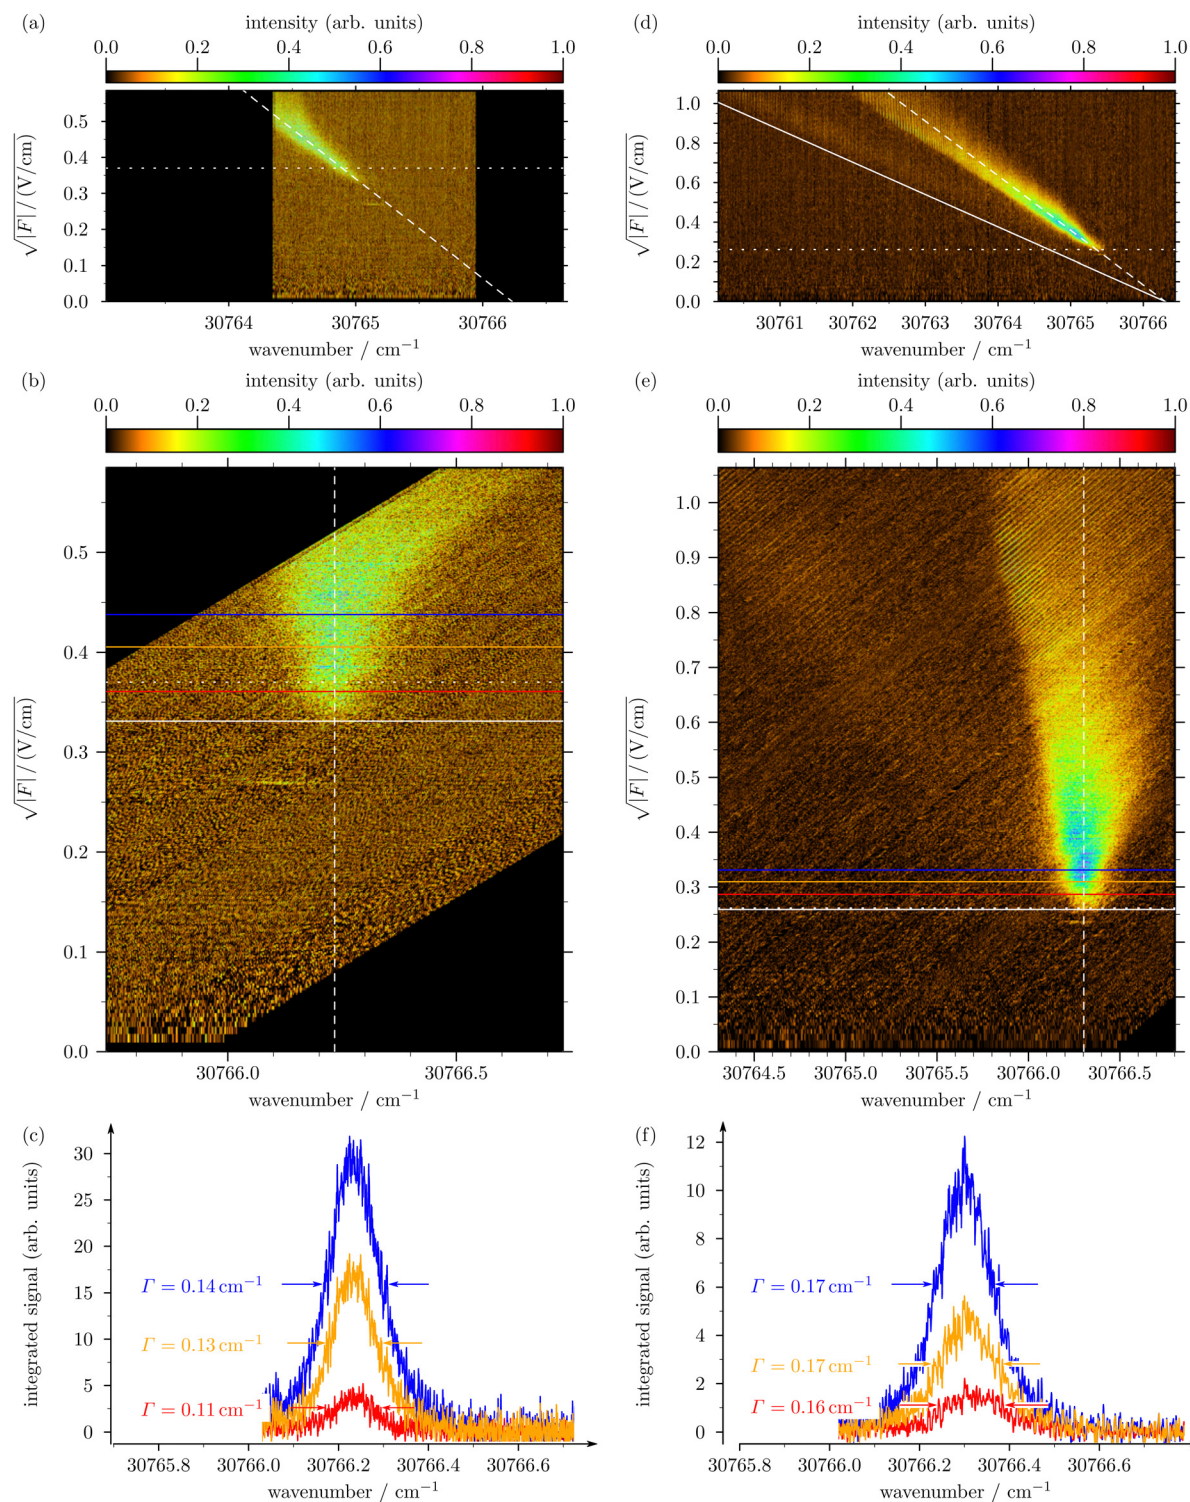 (a)
intensity (arb. units)
0.0 0.2 0.4 0.6 0.8 1.0
√|F| / (V/cm)
0.5
0.4
0.3
0.2
0.1
0.0
30764 30765 30766
wavenumber / cm⁻¹
(d)
intensity (arb. units)
0.0 0.2 0.4 0.6 0.8 1.0
√|F| / (V/cm)
1.0
0.8
0.6
0.4
0.2
0.0
30761 30762 30763 30764 30765 30766
wavenumber / cm⁻¹
(b)
intensity (arb. units)
0.0 0.2 0.4 0.6 0.8 1.0
√|F| / (V/cm)
0.5
0.4
0.3
0.2
0.1
0.0
30766.0 30766.5
wavenumber / cm⁻¹
(e)
intensity (arb. units)
0.0 0.2 0.4 0.6 0.8 1.0
√|F| / (V/cm)
1.0
0.9
0.8
0.7
0.6
0.5
0.4
0.3
0.2
0.1
0.0
30764.5 30765.0 30765.5 30766.0 30766.5
wavenumber / cm⁻¹
(c)
integrated signal (arb. units)
30
25
20
15
10
5
0
Γ = 0.14 cm⁻¹
Γ = 0.13 cm⁻¹
Γ = 0.11 cm⁻¹
30765.8 30766.0 30766.2 30766.4 30766.6
wavenumber / cm⁻¹
(f)
integrated signal (arb. units)
12
10
8
6
4
2
0
Γ = 0.17 cm⁻¹
Γ = 0.17 cm⁻¹
Γ = 0.16 cm⁻¹
30765.8 30766.0 30766.2 30766.4 30766.6
wavenumber / cm⁻¹